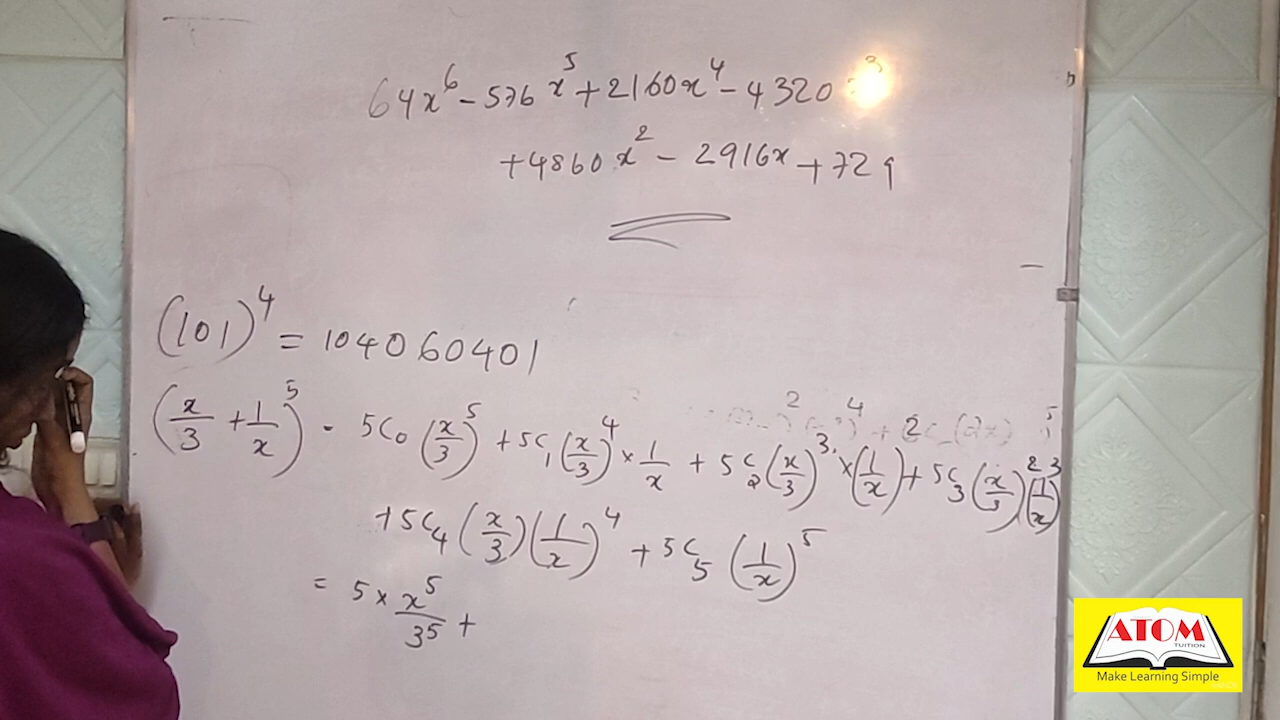 64x⁶ - 576x⁵ + 2160x⁴ - 4320 ³
+ 4860x² - 2916x + 729
(101)⁴ = 104060401
(x/3 + 1/x)⁵ - 5C₀ (x/3)⁵ + 5C₁ (x/3)⁴ × 1/x + 5C₂ (x/3)³ × (1/x) + 5C₃ (x/3)² (1/x)³
+ 5C₄ (x/3) (1/x)⁴ + 5C₅ (1/x)⁵
= 5 × x⁵/3⁵ +
ATOM
TUITION
Make Learning Simple